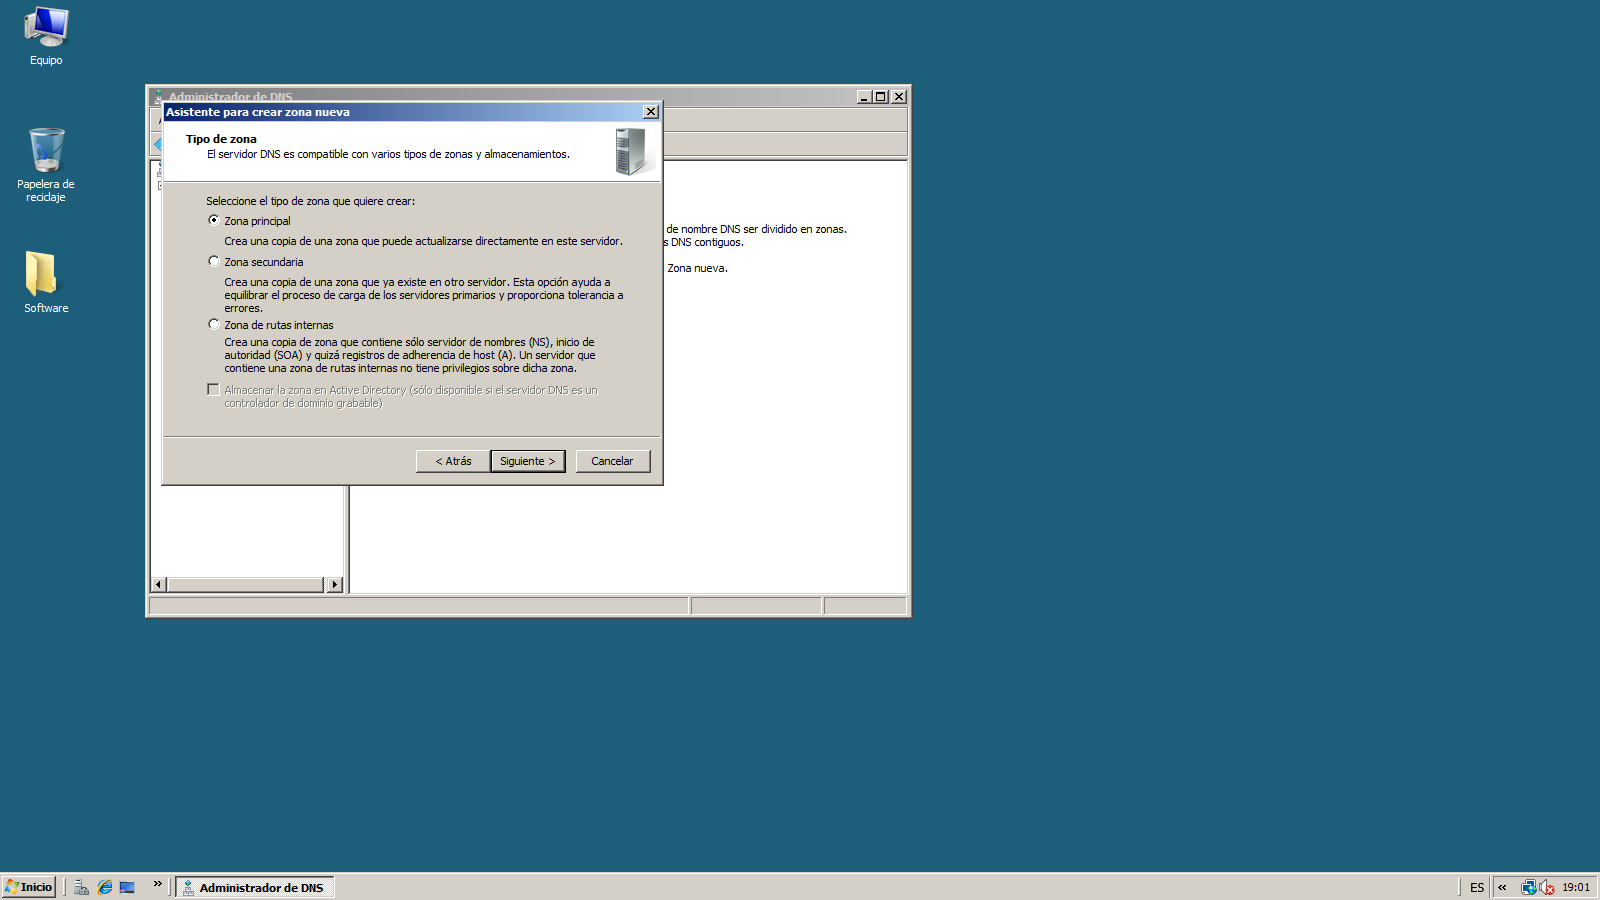 Equipo
Papelera de
reciclaje
Software
Administrador de DNS
Asistente para crear zona nueva
Tipo de zona
El servidor DNS es compatible con varios tipos de zonas y almacenamientos.
Seleccione el tipo de zona que quiere crear:
Zona principal
Crea una copia de una zona que puede actualizarse directamente en este servidor.
Zona secundaria
Crea una copia de una zona que ya existe en otro servidor. Esta opción ayuda a
equilibrar el proceso de carga de los servidores primarios y proporciona tolerancia a
errores.
Zona de rutas internas
Crea una copia de zona que contiene sólo servidor de nombres (NS), inicio de
autoridad (SOA) y quizá registros de adherencia de host (A). Un servidor que
contiene una zona de rutas internas no tiene privilegios sobre dicha zona.
Almacenar la zona en Active Directory (sólo disponible si el servidor DNS es un
controlador de dominio grabable)
< Atrás
Siguiente >
Cancelar
de nombre DNS ser dividido en zonas.
s DNS contiguos.
Zona nueva.
Inicio
»
Administrador de DNS
ES
«
19:01